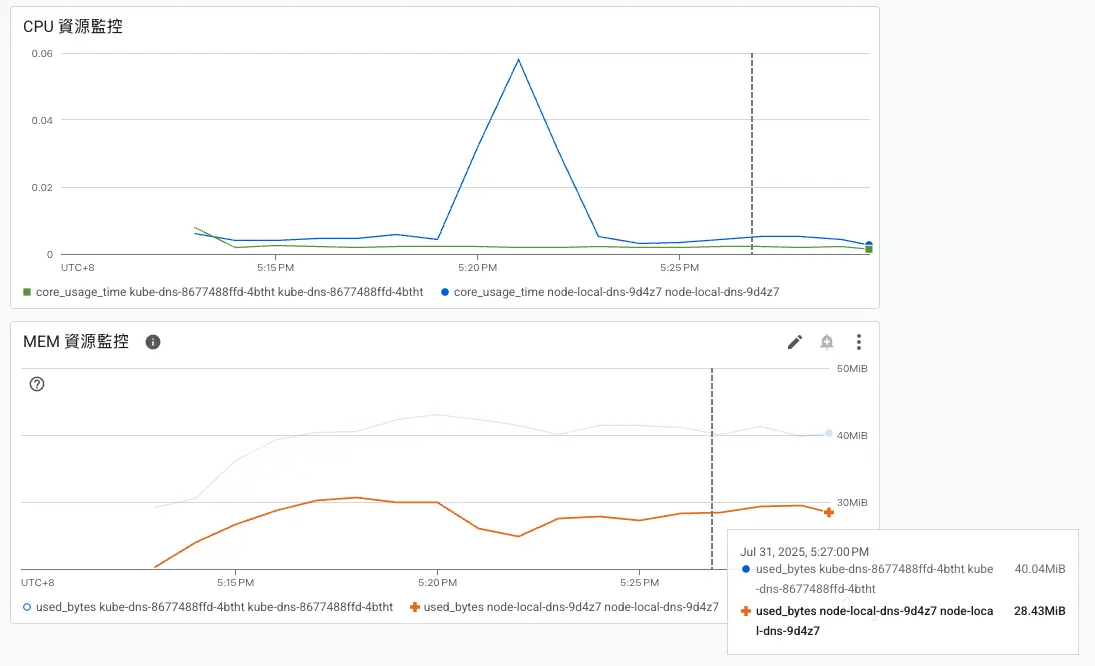 CPU 資源監控
0.06
0.04
0.02
0
UTC+8
5:15 PM
5:20 PM
5:25 PM
core_usage_time kube-dns-8677488ffd-4btht kube-dns-8677488ffd-4btht
core_usage_time node-local-dns-9d4z7 node-local-dns-9d4z7
MEM 資源監控
50MiB
40MiB
30MiB
UTC+8
5:15 PM
5:20 PM
5:25 PM
used_bytes kube-dns-8677488ffd-4btht kube-dns-8677488ffd-4btht
used_bytes node-local-dns-9d4z7 node-local-dns-9d4z7
Jul 31, 2025, 5:27:00 PM
used_bytes kube-dns-8677488ffd-4btht kube 40.04MiB
-dns-8677488ffd-4btht
used_bytes node-local-dns-9d4z7 node-loca 28.43MiB
l-dns-9d4z7